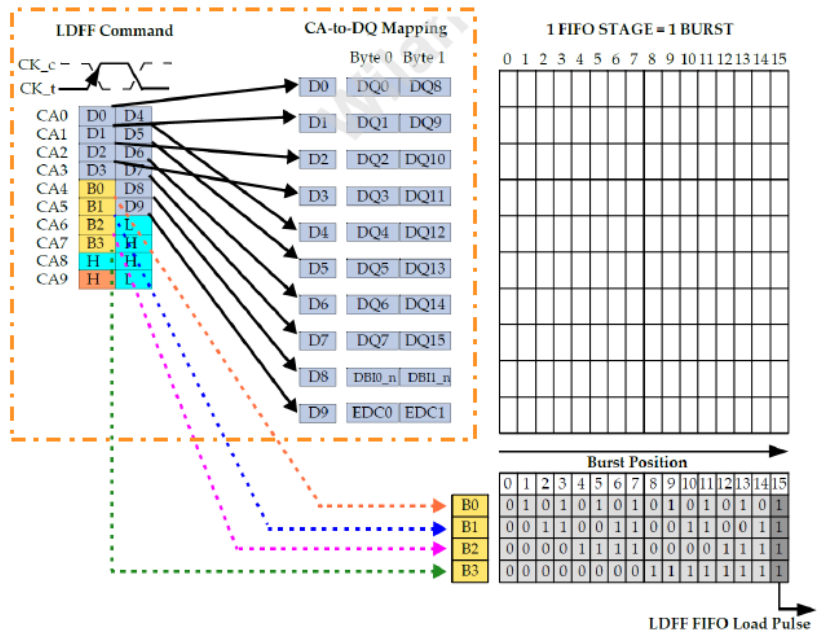 LDFF Command
CA-to-DQ Mapping
1 FIFO STAGE = 1 BURST
Byte 0 Byte 1
0 1 2 3 4 5 6 7 8 9 10 11 12 13 14 15
CK_c
CK_t
D0 DQ0 DQ8
CA0 D0 D4
D1 DQ1 DQ9
CA1 D1 D5
CA2 D2 D6
D2 DQ2 DQ10
CA3 D3 D7
CA4 B0 D8
D3 DQ3 DQ11
CA5 B1 D9
CA6 B2 L
D4 DQ4 DQ12
CA7 B3 H
CA8 H H
D5 DQ5 DQ13
CA9 H L
D6 DQ6 DQ14
D7 DQ7 DQ15
D8 DBI0_n DBI1_n
D9 EDC0 EDC1
Burst Position
0 1 2 3 4 5 6 7 8 9 10 11 12 13 14 15
B0 0 1 0 1 0 1 0 1 0 1 0 1 0 1 0 1
B1 0 0 1 1 0 0 1 1 0 0 1 1 0 0 1 1
B2 0 0 0 0 1 1 1 1 0 0 0 0 1 1 1 1
B3 0 0 0 0 0 0 0 0 1 1 1 1 1 1 1 1
LDFF FIFO Load Pulse